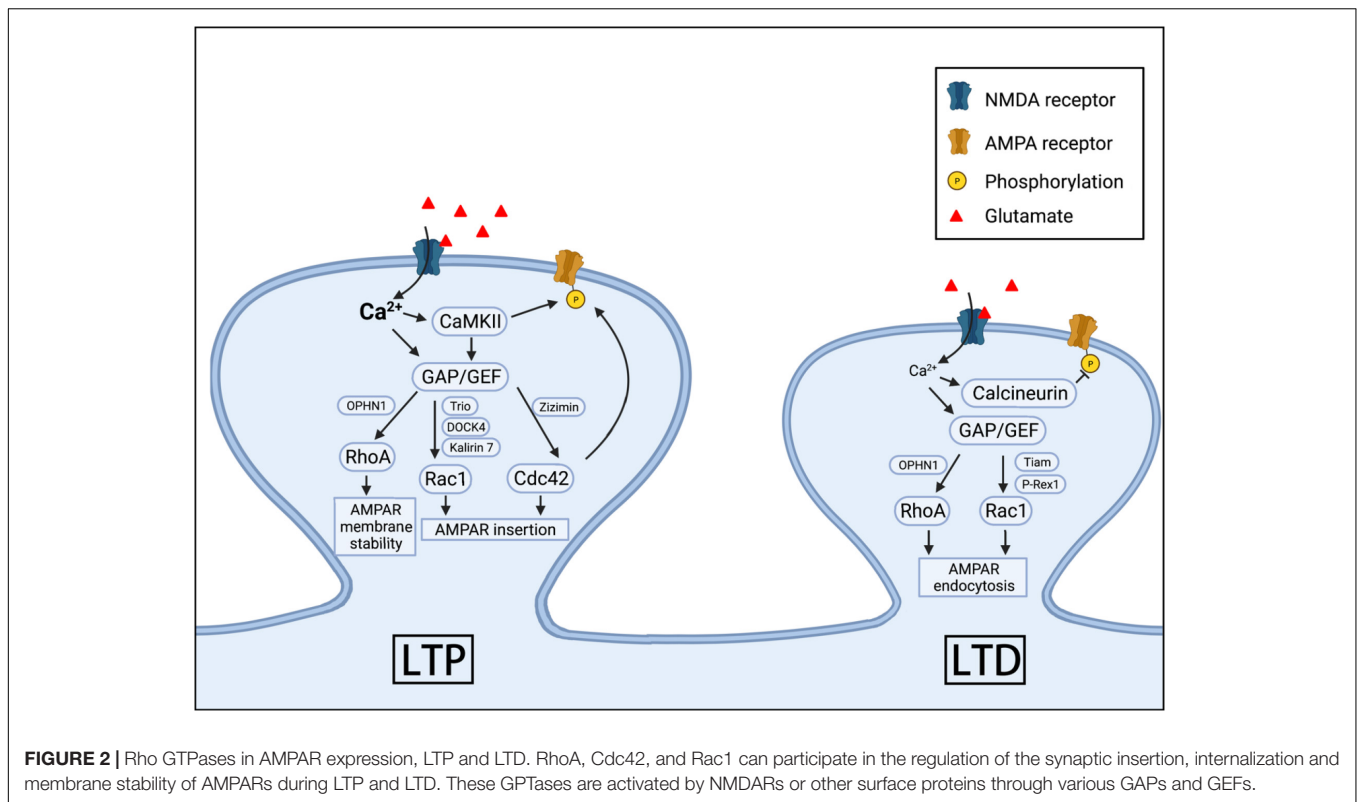 NMDA receptor
AMPA receptor
P
Phosphorylation
Glutamate
Ca2+
CaMKII
P
GAP/GEF
OPHN1
Trio
DOCK4
Kalirin 7
Zizimin
RhoA
Rac1
Cdc42
AMPAR
membrane
stability
AMPAR insertion
LTP
Ca2+
Calcineurin
P
GAP/GEF
OPHN1
Tiam
P-Rex1
RhoA
Rac1
AMPAR
endocytosis
LTD
FIGURE 2 | Rho GTPases in AMPAR expression, LTP and LTD. RhoA, Cdc42, and Rac1 can participate in the regulation of the synaptic insertion, internalization and
membrane stability of AMPARs during LTP and LTD. These GPTases are activated by NMDARs or other surface proteins through various GAPs and GEFs.